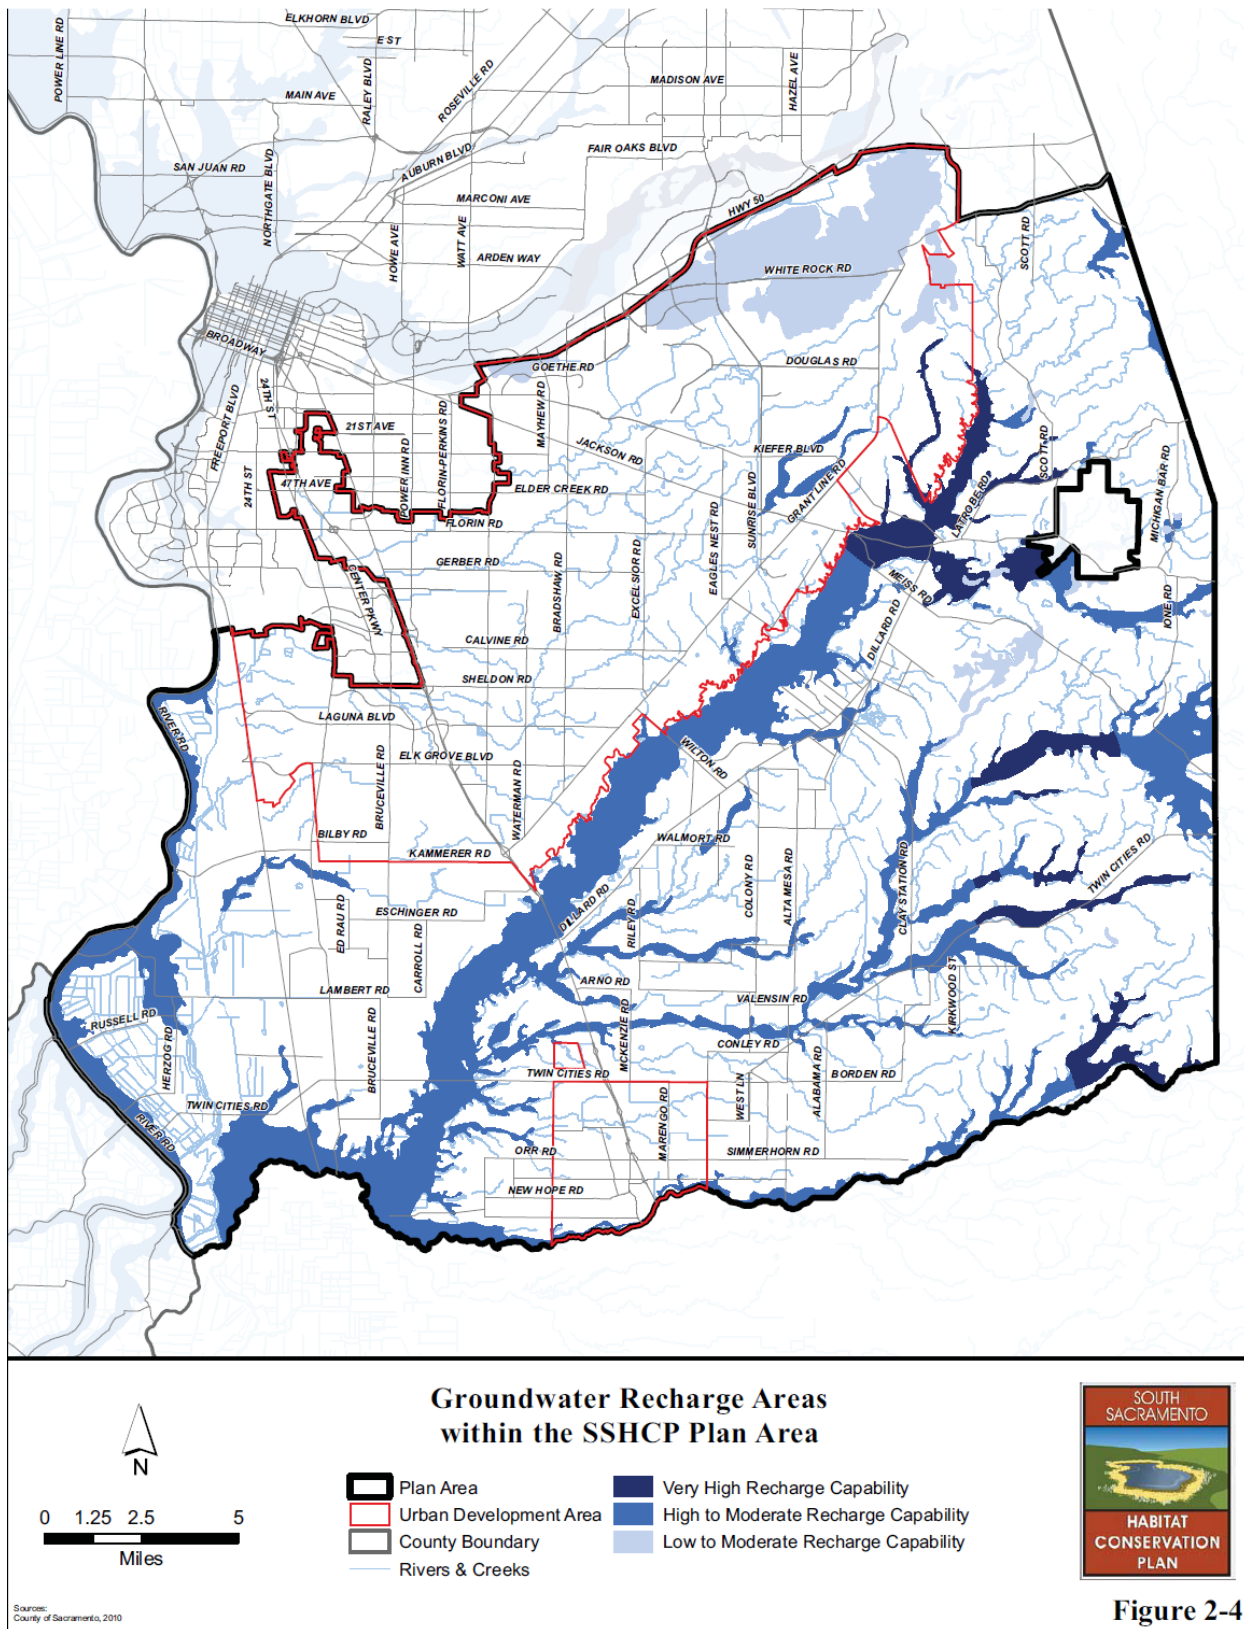 ELKHORN BLVD
E ST
POWER LINE RD
RALEY BLVD
ROSEVILLE RD
MADISON AVE
HAZEL AVE
MAIN AVE
SAN JUAN RD
NORTHGATE BLVD
AUBURN BLVD
FAIR OAKS BLVD
MARCONI AVE
HWY 50
HOWE AVE
WATT AVE
ARDEN WAY
SCOTT RD
WHITE ROCK RD
BROADWAY
GOETHE RD
DOUGLAS RD
24TH ST
FREEPORT BLVD
21ST AVE
POWER INN RD
FLORIN-PERKINS RD
MAYHEW RD
JACKSON RD
KIEFER BLVD
SCOTT RD
MICHIGAN BAR RD
24TH ST
47TH AVE
ELDER CREEK RD
GRANT LINE RD
SUNRISE BLVD
LATROBE RD
FLORIN RD
EAGLES NEST RD
GERBER RD
CENTER PKWY
BRADSHAW RD
EXCELSIOR RD
MEISS RD
DILLARD RD
IONE RD
CALVINE RD
SHELDON RD
RIVER RD
LAGUNA BLVD
ELK GROVE BLVD
BRUCEVILLE RD
WATERMAN RD
WILTON RD
BILBY RD
KAMMERER RD
WALMORT RD
COLONY RD
ALTA MESA RD
CLAY STATION RD
TWIN CITIES RD
ED RAU RD
ESCHINGER RD
CARROLL RD
DILLARD RD
RILEY RD
LAMBERT RD
ARNO RD
VALENSIN RD
KIRKWOOD ST
RUSSELL RD
HERZOG RD
BRUCEVILLE RD
MCKENZIE RD
CONLEY RD
TWIN CITIES RD
BORDEN RD
TWIN CITIES RD
RIVER RD
MARENGO RD
WEST LN
ALABAMA RD
ORR RD
SIMMERHORN RD
NEW HOPE RD
Groundwater Recharge Areas
within the SSHCP Plan Area
N
0 1.25 2.5 5
Miles
Plan Area
Urban Development Area
County Boundary
Rivers & Creeks
Very High Recharge Capability
High to Moderate Recharge Capability
Low to Moderate Recharge Capability
SOUTH
SACRAMENTO
HABITAT
CONSERVATION
PLAN
Sources:
County of Sacramento, 2010
Figure 2-4